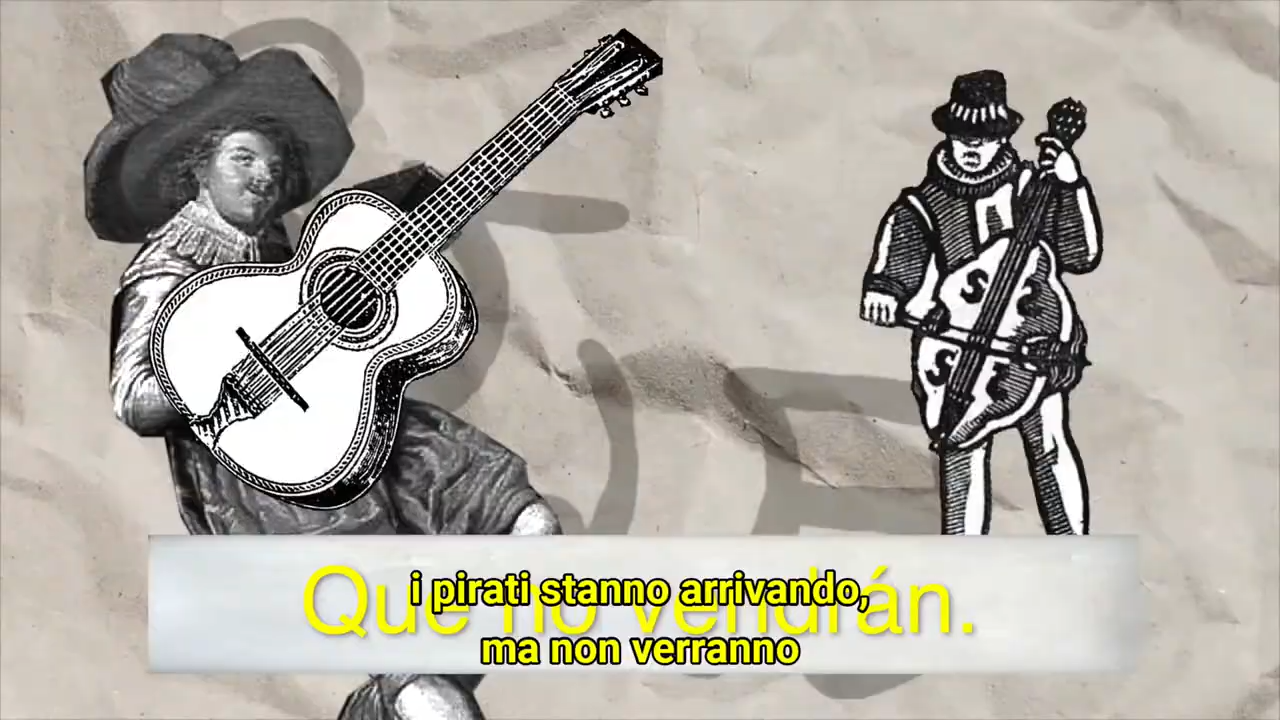 Que no vendrán.
i pirati stanno arrivando,
ma non verranno